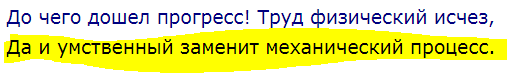 До чего дошел прогресс! Труд физический исчез,
Да и умственный заменит механический процесс.